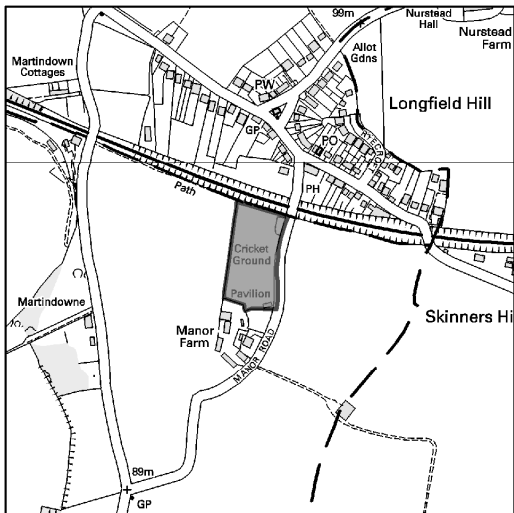 99m
Nurstead
Hall
Nurstead
Farm
Allot
Gdns
Martindown
Cottages
P.W
Longfield Hill
GP
PO
PH
Path
Cricket
Ground
Pavilion
Martindowne
Skinners Hi
Manor
Farm
MANOR ROAD
89m
GP